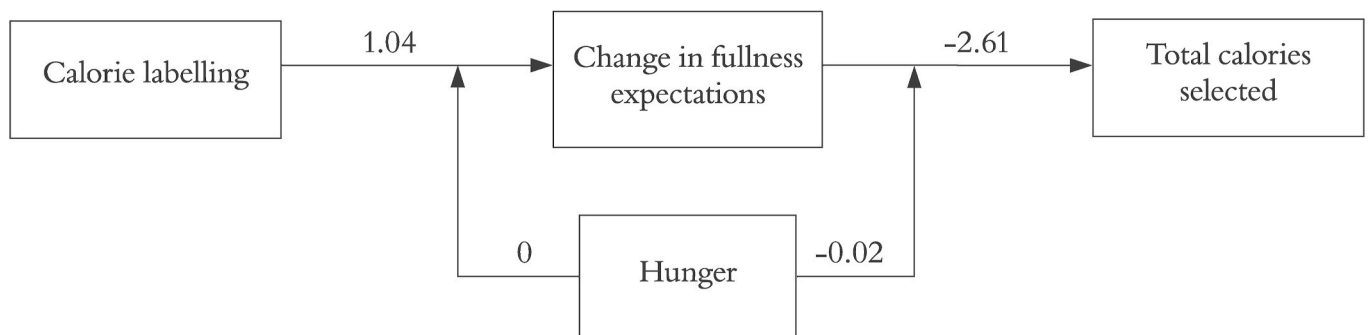 Calorie labelling
1.04
Change in fullness
expectations
-2.61
Total calories
selected
0
Hunger
-0.02